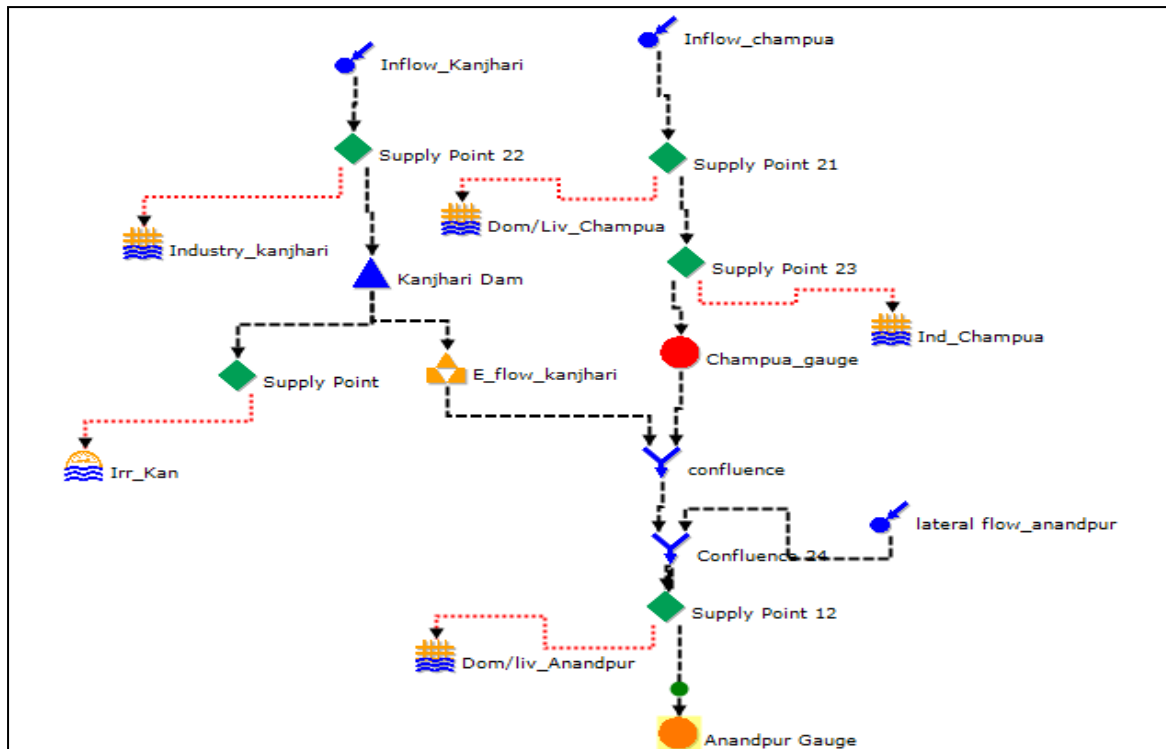 Inflow_Kanjhari
Inflow_champua
Supply Point 22
Supply Point 21
Industry_kanjhari
Dom/Liv_Champua
Supply Point 23
Kanjhari Dam
Ind_Champua
Champua_gauge
Supply Point
E_flow_kanjhari
Irr_Kan
confluence
lateral flow_anandpur
Confluence 24
Supply Point 12
Dom/liv_Anandpur
Anandpur Gauge